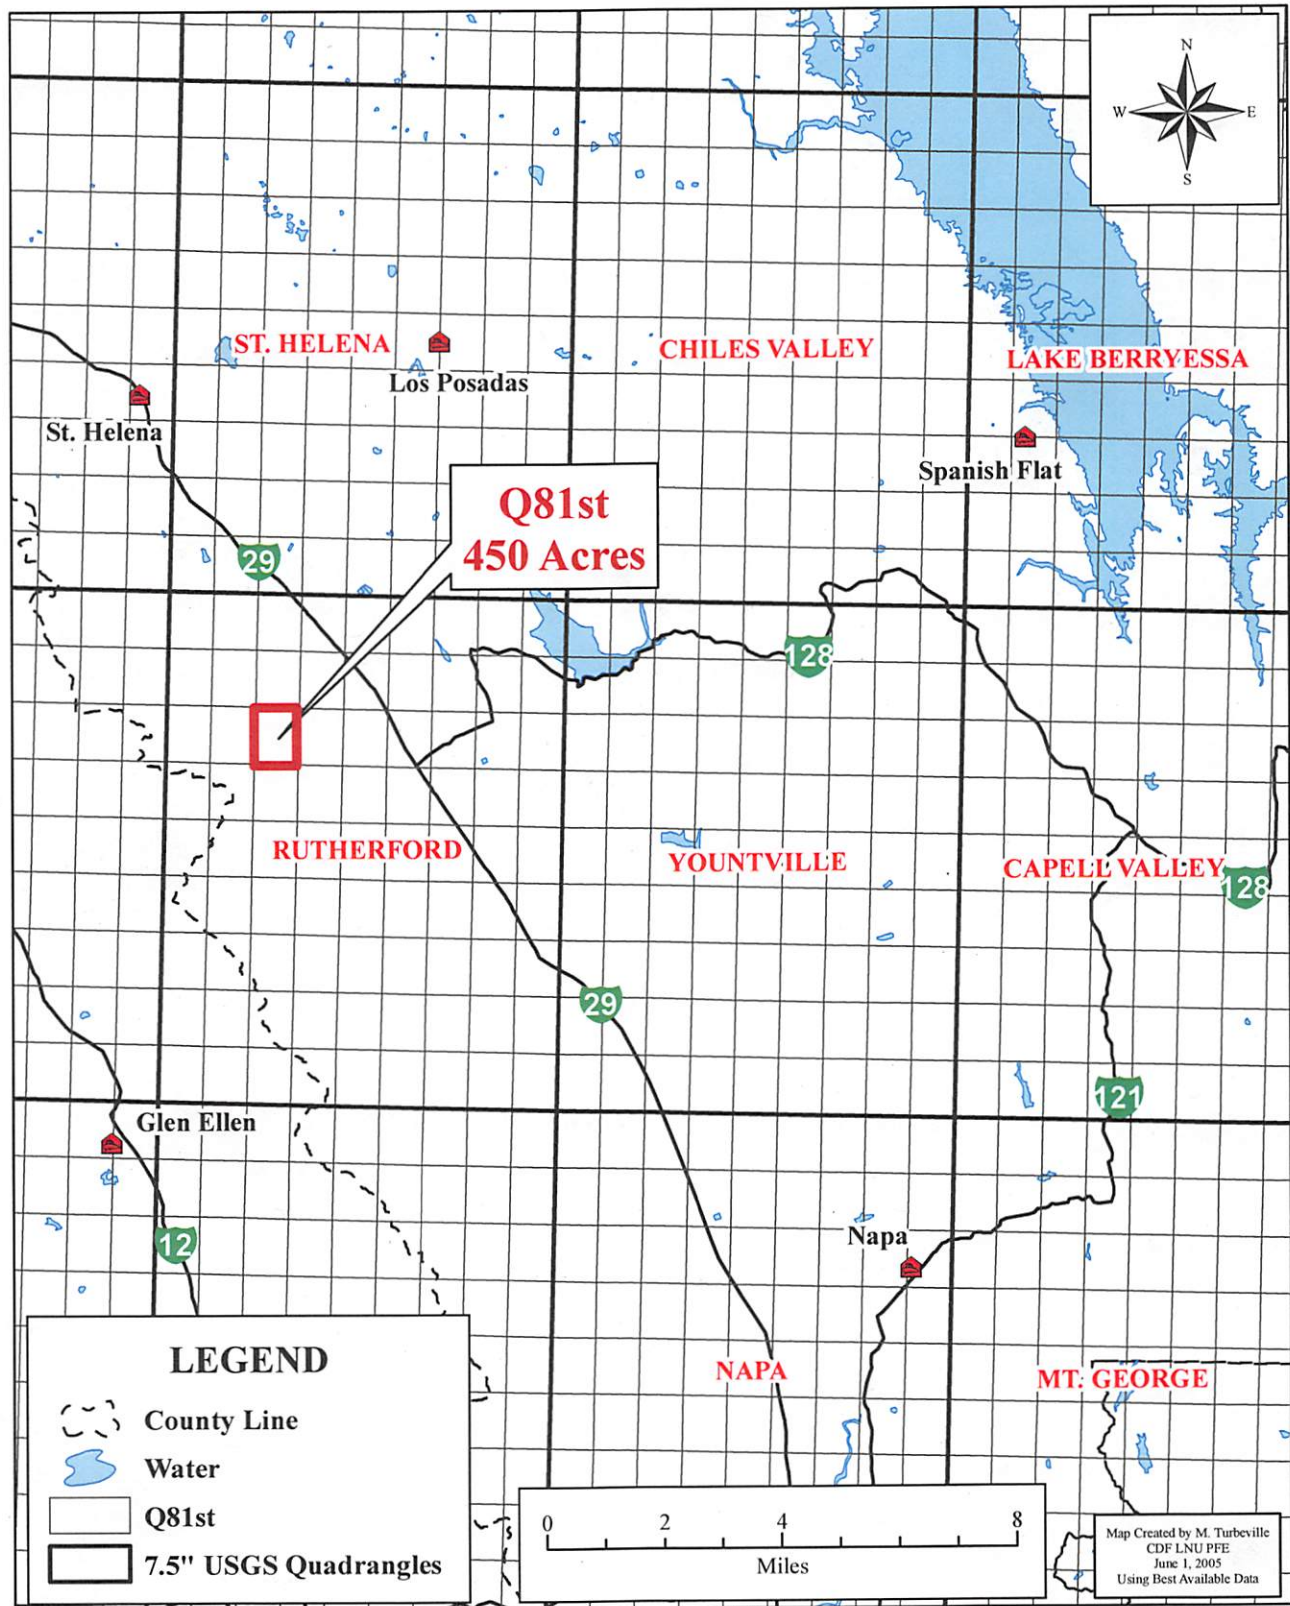 N
W E
S
ST. HELENA
Los Posadas
CHILES VALLEY
LAKE BERRYESSA
St. Helena
Spanish Flat
Q81st
450 Acres
29
128
RUTHERFORD
YOUNTVILLE
CAPELL VALLEY
128
29
121
Glen Ellen
12
Napa
NAPA
MT. GEORGE
LEGEND
County Line
Water
Q81st
7.5" USGS Quadrangles
0 2 4 8
Miles
Map Created by M. Turbeville
CDF LNU PFE
June 1, 2005
Using Best Available Data